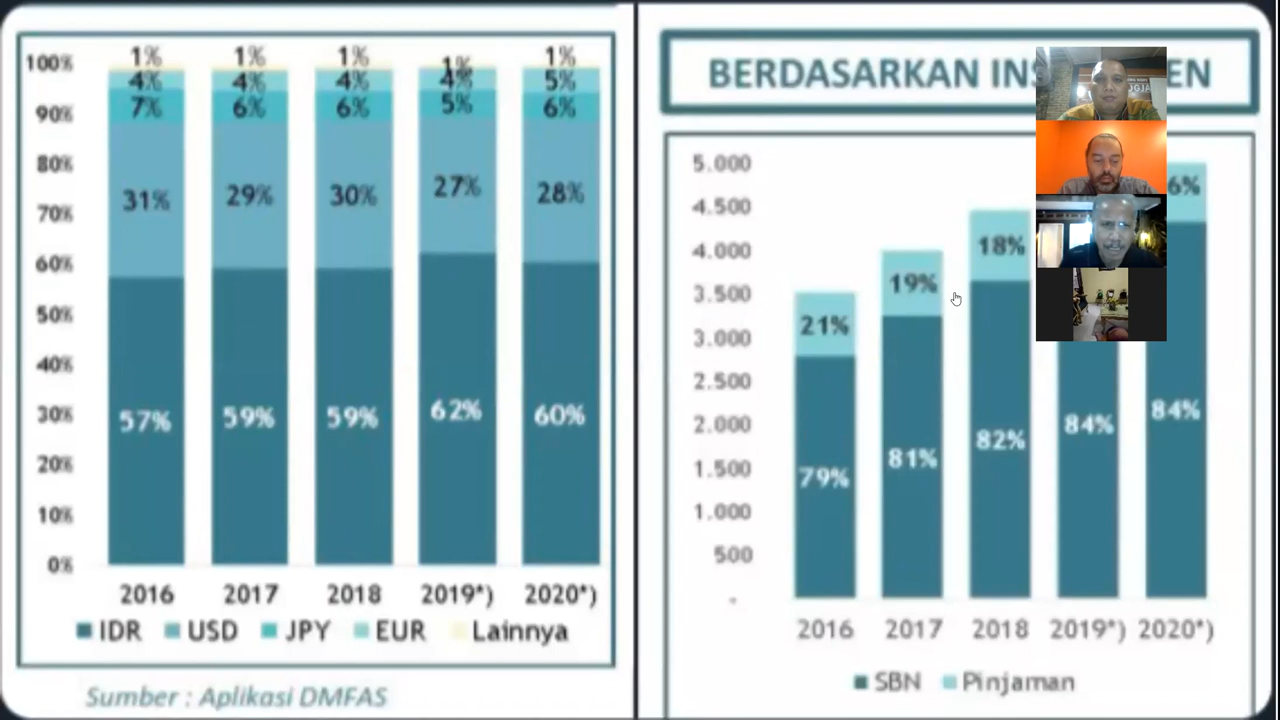 100%
90%
80%
70%
60%
50%
40%
30%
20%
10%
0%
1% 1% 1% 1% 1%
4% 4% 4% 4% 5%
7% 6% 6% 5% 6%
31% 29% 30% 27% 28%
57% 59% 59% 62% 60%
2016 2017 2018 2019*) 2020*)
IDR USD JPY EUR Lainnya
Sumber : Aplikasi DMFAS
BERDASARKAN INS EN
5.000
4.500
4.000
3.500
3.000
2.500
2.000
1.500
1.000
500
-
21% 19% 18% 6%
79% 81% 82% 84% 84%
2016 2017 2018 2019*) 2020*)
SBN Pinjaman